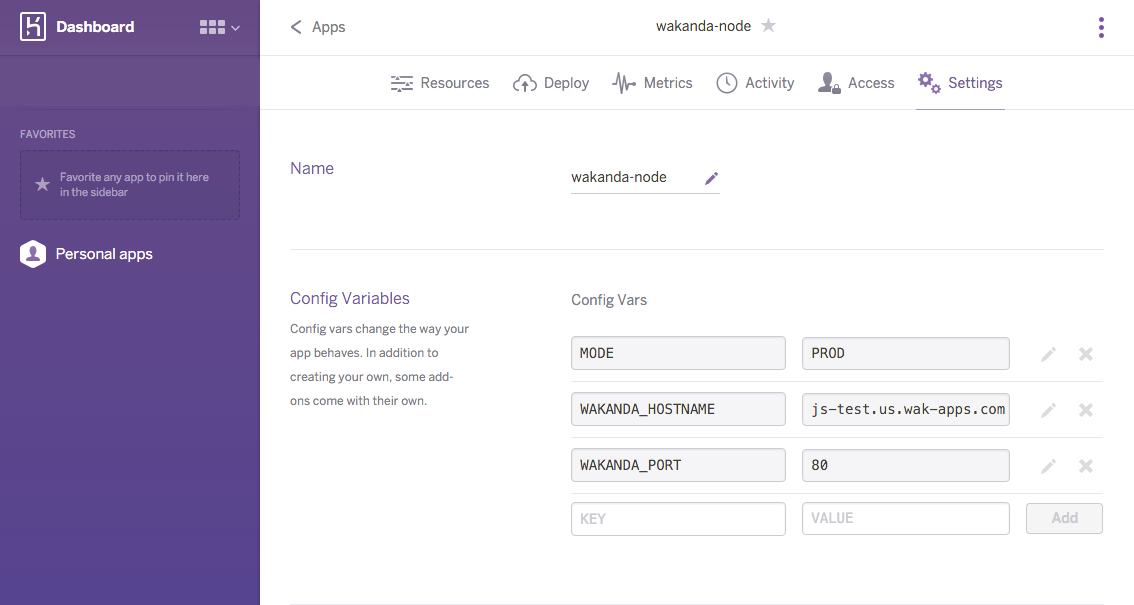 Dashboard
Apps
wakanda-node
Resources
Deploy
Metrics
Activity
Access
Settings
FAVORITES
Favorite any app to pin it here
in the sidebar
Personal apps
Name
wakanda-node
Config Variables
Config vars change the way your
app behaves. In addition to
creating your own, some add-
ons come with their own.
Config Vars
MODE
PROD
WAKANDA_HOSTNAME
js-test.us.wak-apps.com
WAKANDA_PORT
80
KEY
VALUE
Add